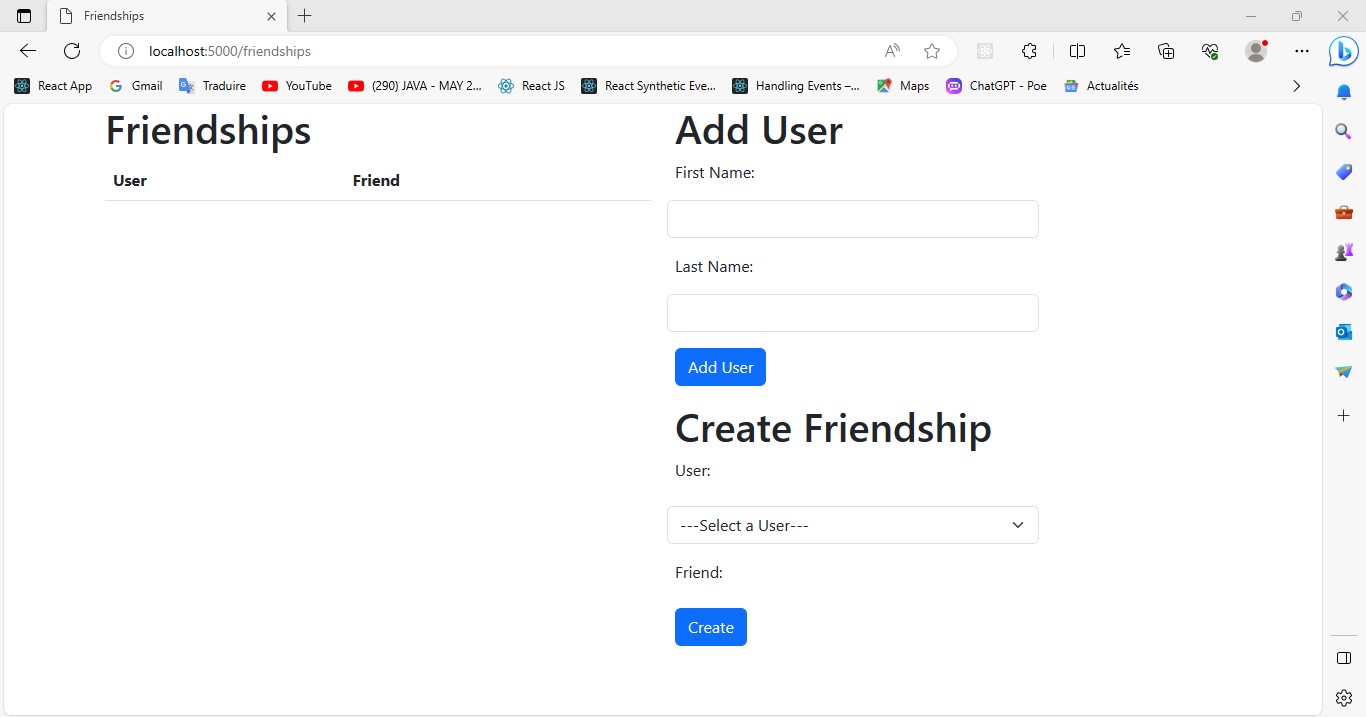 Friendships
localhost:5000/friendships
React App
Gmail
Traduire
YouTube
(290) JAVA - MAY 2...
React JS
React Synthetic Eve...
Handling Events –...
Maps
ChatGPT - Poe
Actualités
Friendships
User Friend
Add User
First Name:
Last Name:
Add User
Create Friendship
User:
---Select a User---
Friend:
Create